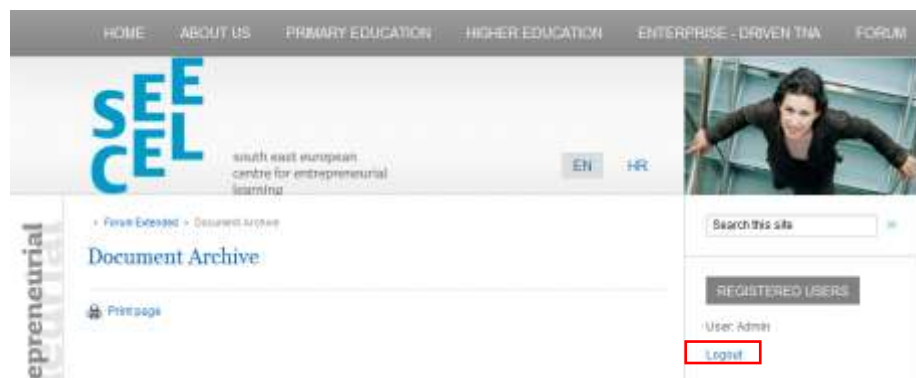 HOME ABOUT US PRIMARY EDUCATION HIGHER EDUCATION ENTERPRISE - DRIVEN TNA FORUM
SEE
CEL
south east european
centre for entrepreneurial
learning
EN HR
Forum Extended > Document Archive
Search this site
Document Archive
Print page
REGISTERED USERS
User: Admin
Logout
epreneurial